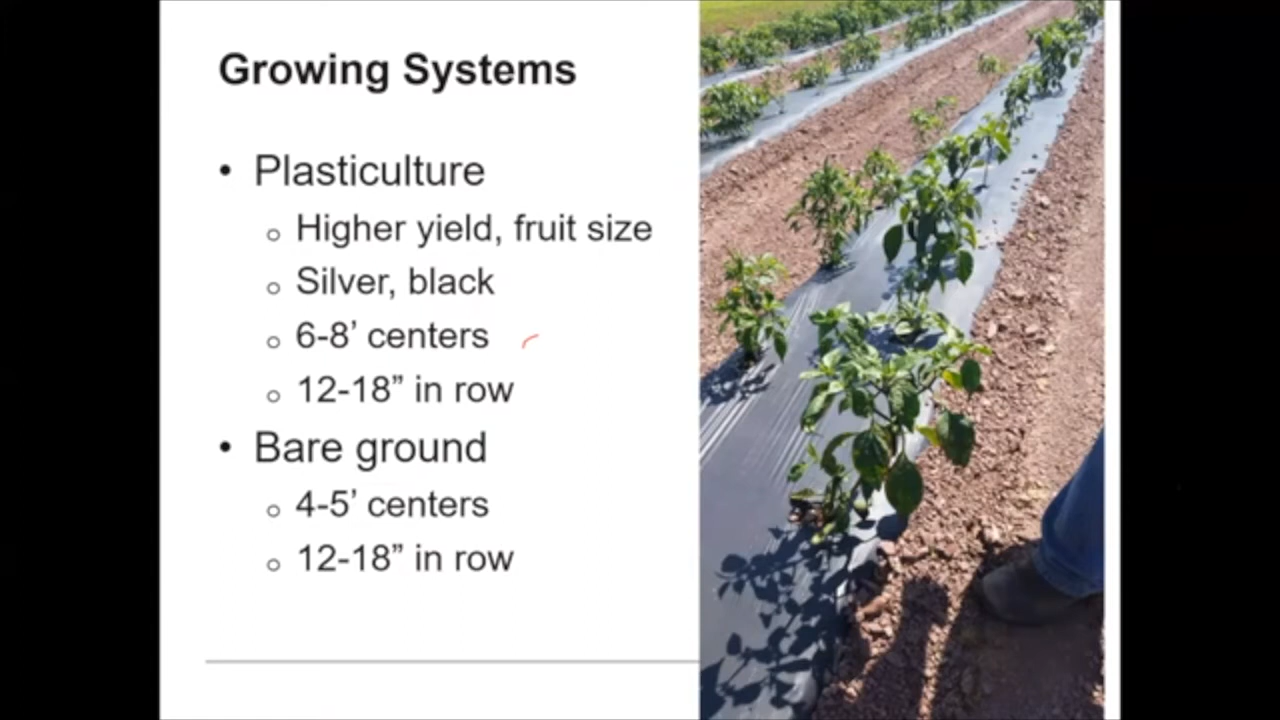 Growing Systems
• Plasticulture
o Higher yield, fruit size
o Silver, black
o 6-8’ centers
o 12-18” in row
• Bare ground
o 4-5’ centers
o 12-18” in row